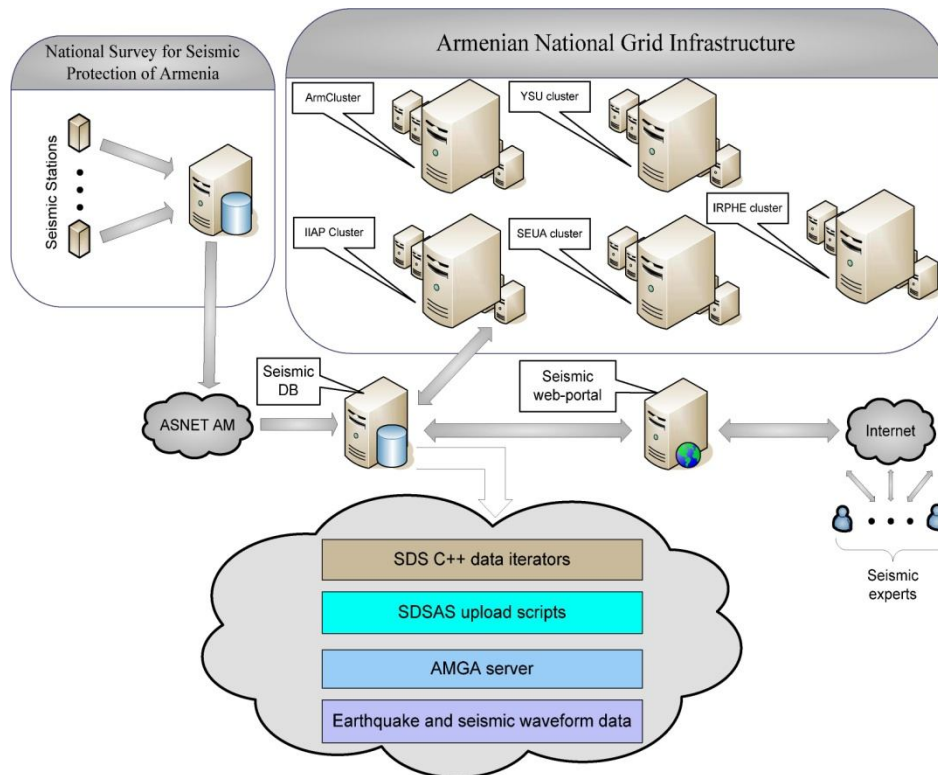 National Survey for Seismic
Protection of Armenia
Seismic Stations
Armenian National Grid Infrastructure
ArmCluster
YSU cluster
IIAP Cluster
SEUA cluster
IRPHE cluster
Seismic
DB
Seismic
web-portal
ASNET AM
Internet
Seismic
experts
SDS C++ data iterators
SDSAS upload scripts
AMGA server
Earthquake and seismic waveform data